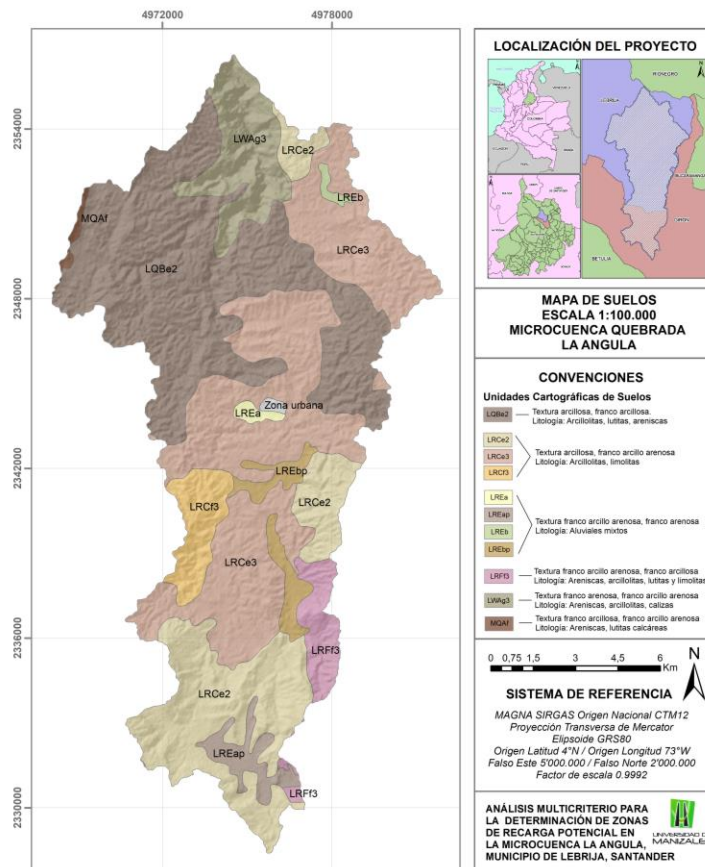 4972000
4978000
2354000
2348000
2342000
2336000
2330000
LWAg3
LRCe2
LREb
MQAf
LRCe3
LQBe2
Zona urbana
LREa
LREbp
LRCe2
LRCf3
LRCe3
LRFf3
LRCe2
LREap
LRFf3
LOCALIZACIÓN DEL PROYECTO
RIONEGRO
LEBRIJA
BUCARAMANGA
GIRÓN
BETULIA
MAPA DE SUELOS
ESCALA 1:100.000
MICROCUENCA QUEBRADA
LA ANGULA
CONVENCIONES
Unidades Cartográficas de Suelos
LQBe2
Textura arcillosa, franco arcillosa.
Litología: Arcillolitas, lutitas, areniscas
LRCe2
LRCe3
LRCf3
Textura arcillosa, franco arcillo arenosa
Litología: Arcillolitas, limolitas
LREa
LREap
LREb
LREbp
Textura franco arcillo arenosa, franco arenosa
Litología: Aluviales mixtos
LRFf3
Textura franco arcillo arenosa, franco arcillosa
Litología: Areniscas, arcillolitas, lutitas y limolitas
LWAg3
Textura franco arenosa, franco arcillo arenosa
Litología: Areniscas, arcillolitas, calizas
MQAf
Textura franco arcillosa, franco arcillo arenosa
Litología: Areniscas, lutitas calcáreas
0 0,75 1,5 3 4,5 6
Km
N
SISTEMA DE REFERENCIA
MAGNA SIRGAS Origen Nacional CTM12
Proyección Transversa de Mercator
Elipsoide GRS80
Origen Latitud 4°N / Origen Longitud 73°W
Falso Este 5'000.000 / Falso Norte 2'000.000
Factor de escala 0.9992
ANÁLISIS MULTICRITERIO PARA
LA DETERMINACIÓN DE ZONAS
DE RECARGA POTENCIAL EN
LA MICROCUENCA LA ANGULA,
MUNICIPIO DE LEBRIJA, SANTANDER
UNIVERSIDAD DE
MANIZALES